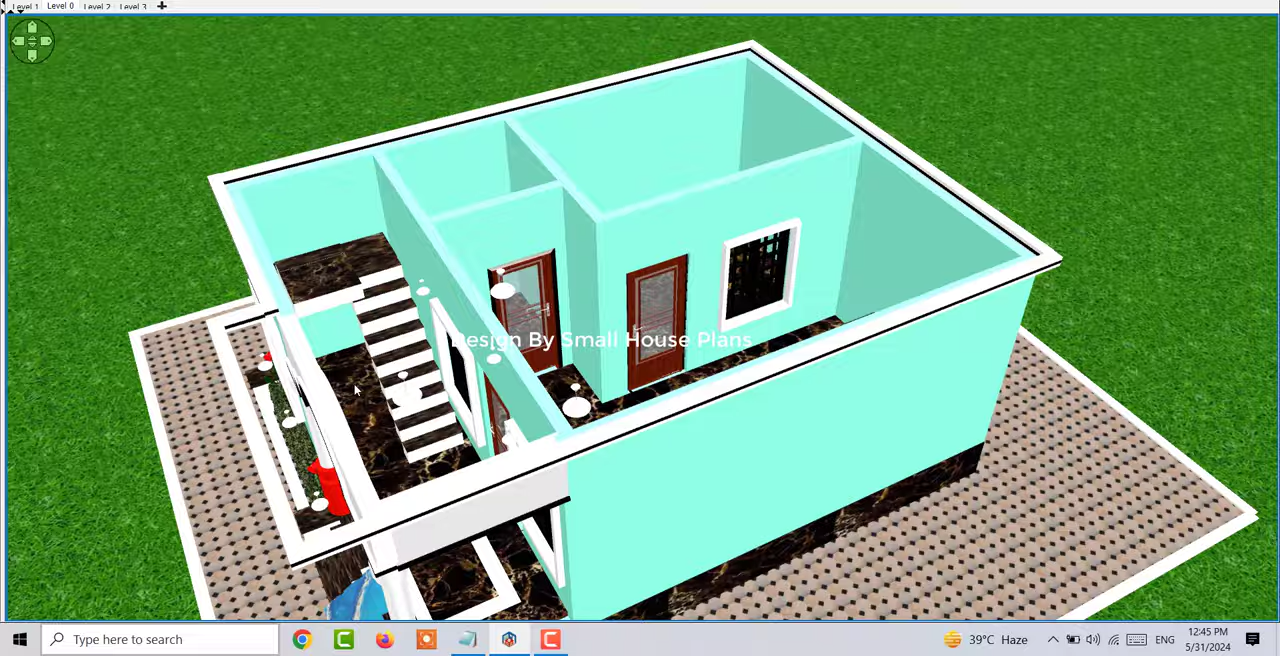 Level 1 Level 0 Level 2 Level 3
Design By Small House Plans
Type here to search
39°C Haze
ENG
12:45 PM
5/31/2024